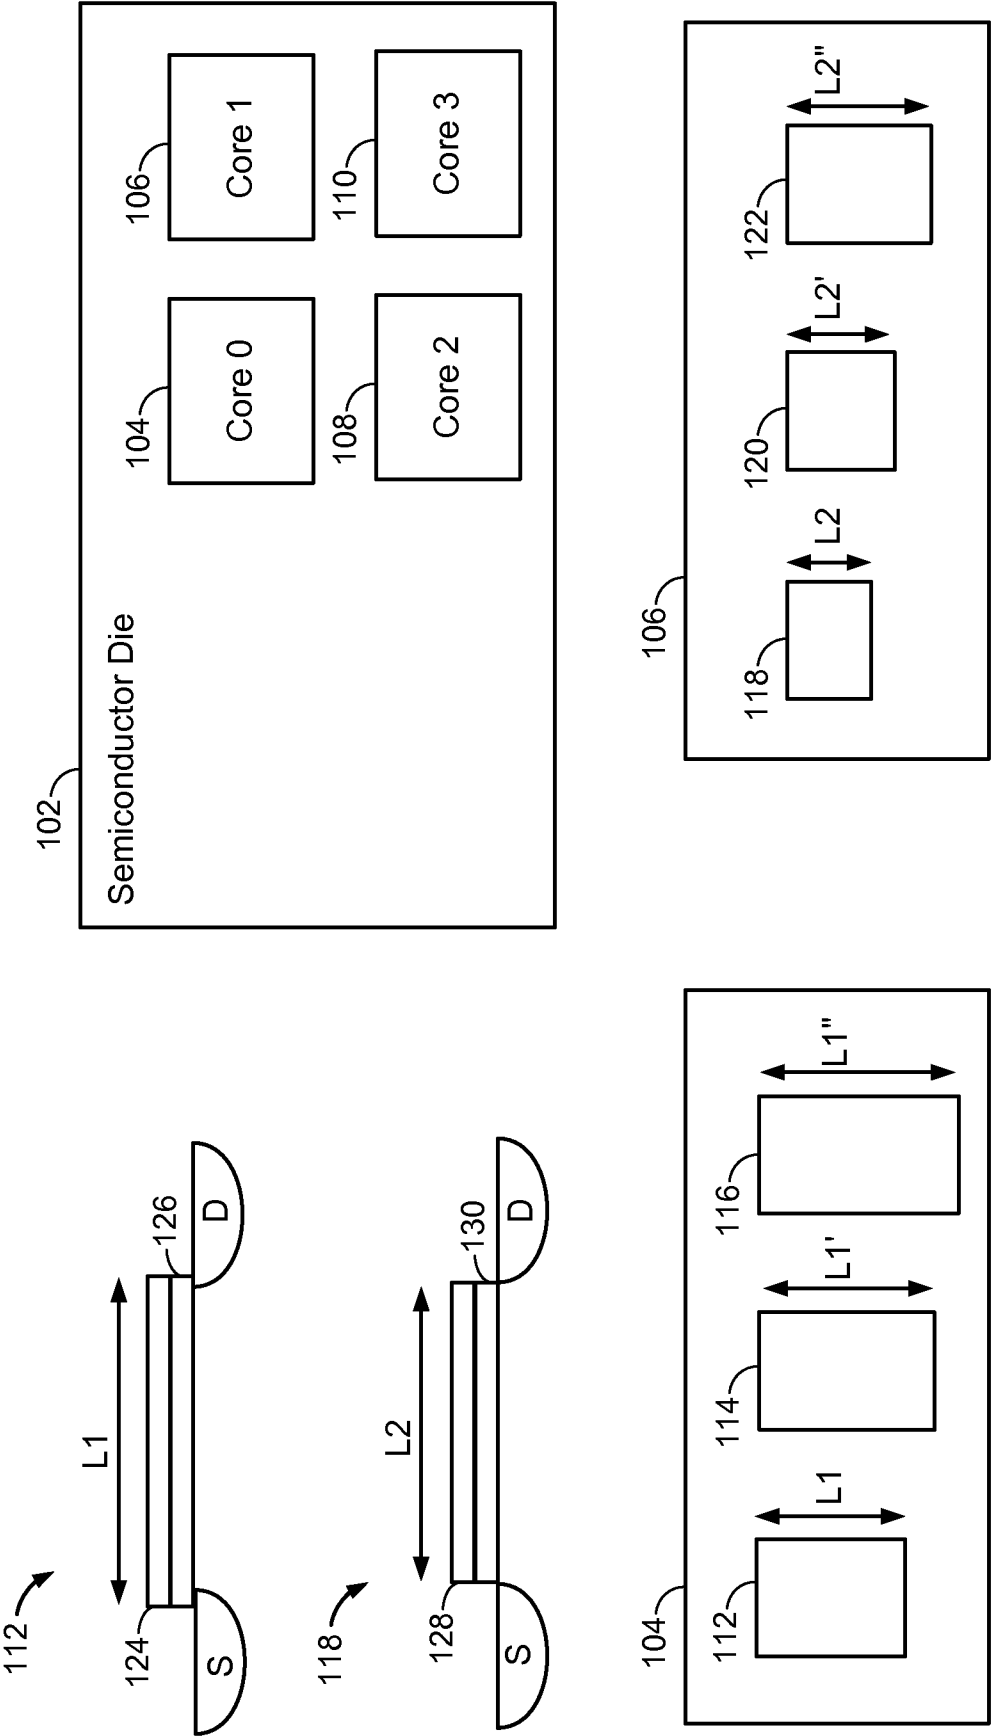 102
Semiconductor Die
104
106
Core 0
Core 1
108
110
Core 2
Core 3
112
L1
124
126
S
D
118
L2
128
130
S
D
104
112
114
116
L1
L1'
L1"
106
118
120
122
L2
L2'
L2"